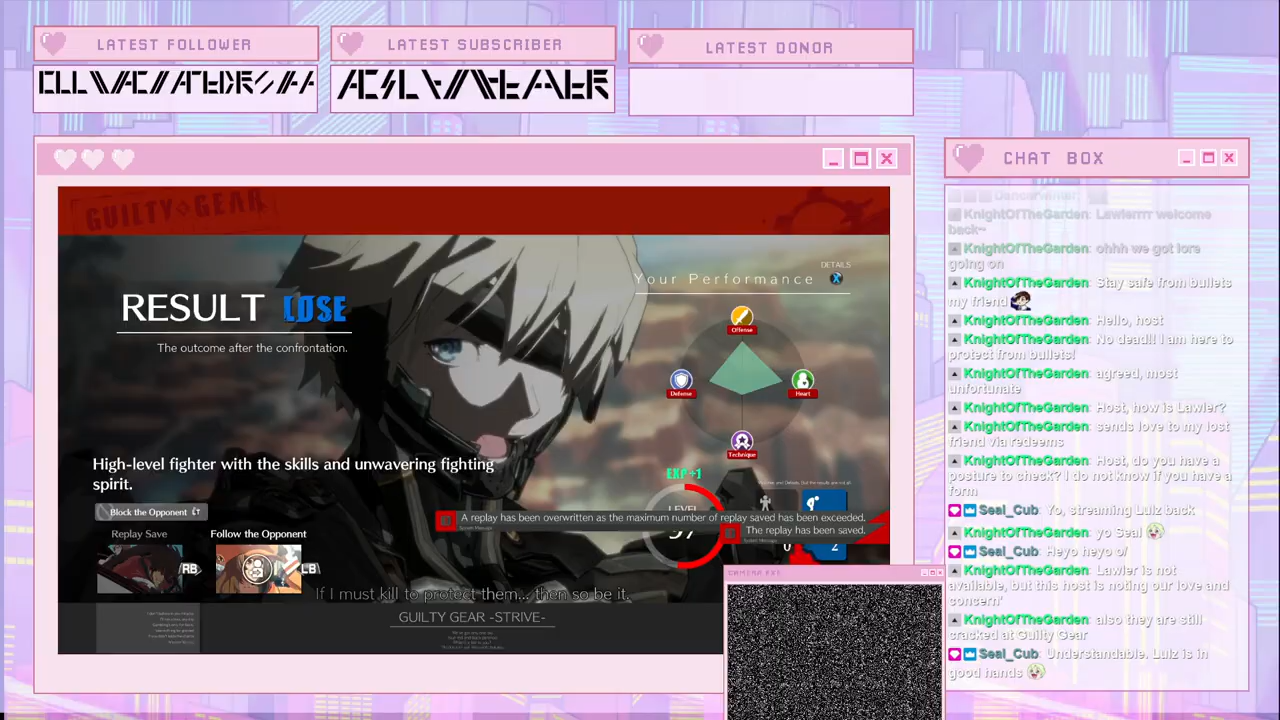 LATEST FOLLOWER
LATEST SUBSCRIBER
LATEST DONOR
CHAT BOX
GUILTY GEAR
RESULT LOSE
The outcome after the confrontation.
DETAILS
Your Performance
Offense
Defense
Heart
Technique
High-level fighter with the skills and unwavering fighting
spirit.
Block the Opponent
Replay Save
Follow the Opponent
RB
LB
EXP +1
LEVEL
A replay has been overwritten as the maximum number of replay saved has been exceeded.
System Message
The replay has been saved.
System Message
0
2
If I must kill to protect them... then so be it.
GUILTY GEAR -STRIVE-
KnightOfTheGarden: Lawlerrrr welcome
back~
KnightOfTheGarden: ohhh we got lore
going on
KnightOfTheGarden: Stay safe from bullets
my friend
KnightOfTheGarden: Hello, host
KnightOfTheGarden: No dead!! I am here to
protect from bullets!
KnightOfTheGarden: agreed, most
unfortunate
KnightOfTheGarden: Host, how is Lawler?
KnightOfTheGarden: sends love to my lost
friend via redeems
KnightOfTheGarden: Host, do you have a
posture to check? I do not know if you have a
form
Seal_Cub: Yo, streaming Lulz back
KnightOfTheGarden: yo Seal
Seal_Cub: Heyo heyo o/
KnightOfTheGarden: Lawler is not
available, but this host is noting our love and
concern'
KnightOfTheGarden: also they are still
cracked at Guilty Gear
Seal_Cub: Understandable. Lulz is in
good hands